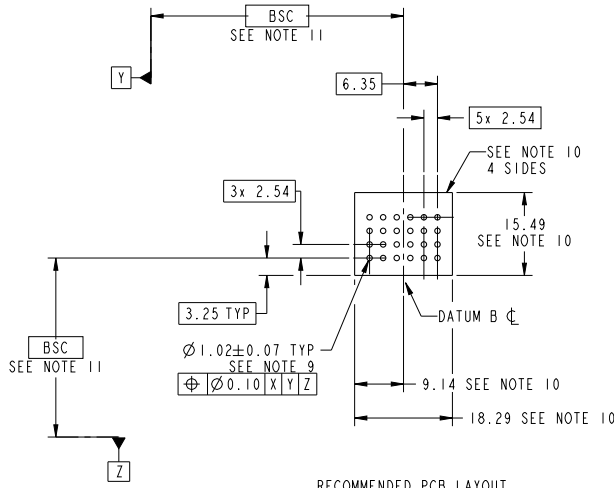 BSC
SEE NOTE 11
Y
6.35
5x 2.54
SEE NOTE 10
4 SIDES
3x 2.54
15.49
SEE NOTE 10
3.25 TYP
DATUM B ℄
BSC
SEE NOTE 11
Ø1.02±0.07 TYP
SEE NOTE 9
⌖ Ø0.10 X Y Z
9.14 SEE NOTE 10
18.29 SEE NOTE 10
Z
RECOMMENDED PCB LAYOUT